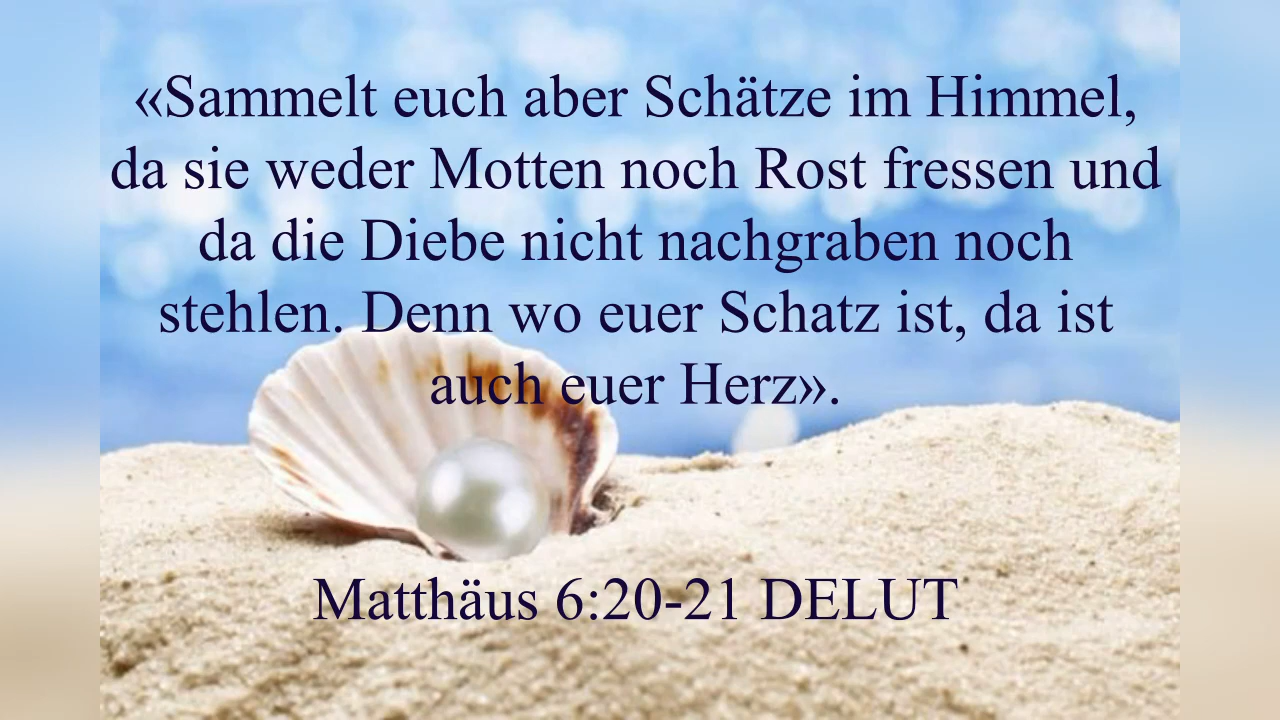 «Sammelt euch aber Schätze im Himmel,
da sie weder Motten noch Rost fressen und
da die Diebe nicht nachgraben noch
stehlen. Denn wo euer Schatz ist, da ist
auch euer Herz».
Matthäus 6:20-21 DELUT